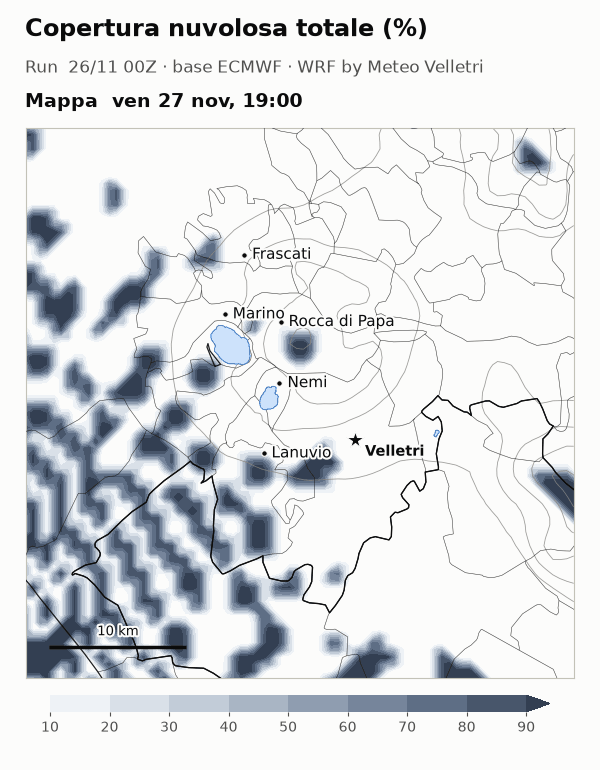 Copertura nuvolosa totale (%)
Run  26/11 00Z · base ECMWF · WRF by Meteo Velletri
Mappa  ven 27 nov, 19:00
Frascati
Marino
Rocca di Papa
Nemi
Velletri
Lanuvio
10 km
10 20 30 40 50 60 70 80 90